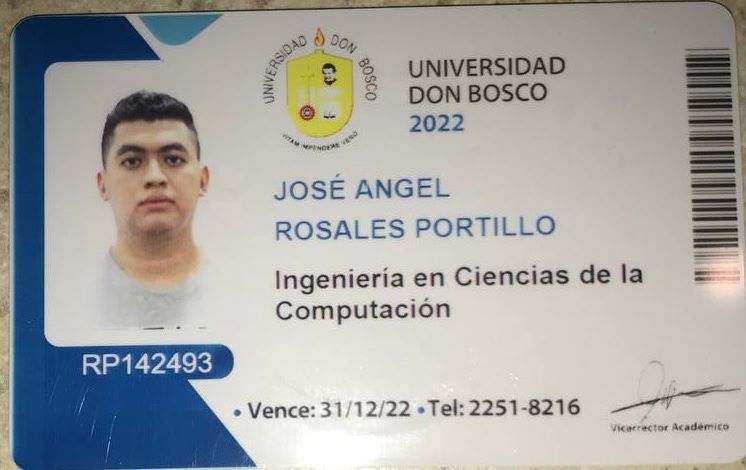 UNIVERSIDAD DON BOSCO
VITAM IMPENDERE VERO
UNIVERSIDAD
DON BOSCO
2022
JOSÉ ANGEL
ROSALES PORTILLO
Ingeniería en Ciencias de la
Computación
RP142493
• Vence: 31/12/22 • Tel: 2251-8216
Vicerrector Académico